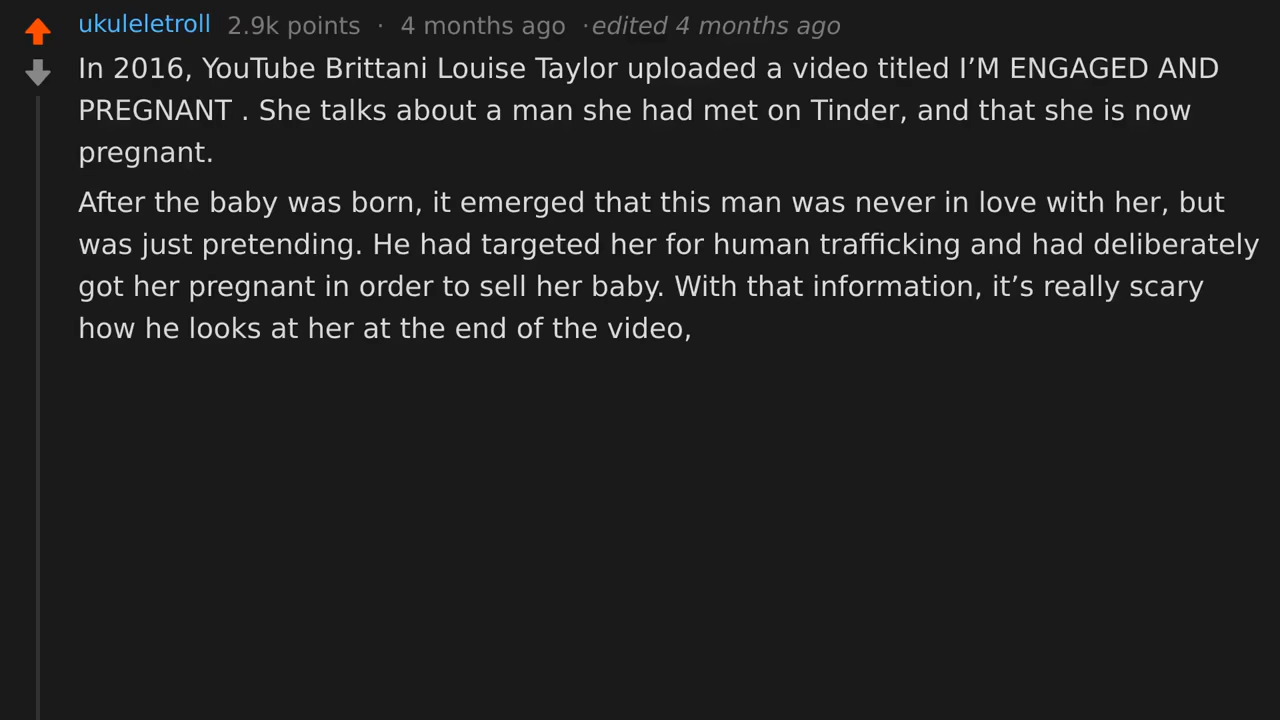 ukuleletroll 2.9k points · 4 months ago · edited 4 months ago
In 2016, YouTube Brittani Louise Taylor uploaded a video titled I’M ENGAGED AND
PREGNANT . She talks about a man she had met on Tinder, and that she is now
pregnant.
After the baby was born, it emerged that this man was never in love with her, but
was just pretending. He had targeted her for human trafficking and had deliberately
got her pregnant in order to sell her baby. With that information, it’s really scary
how he looks at her at the end of the video,